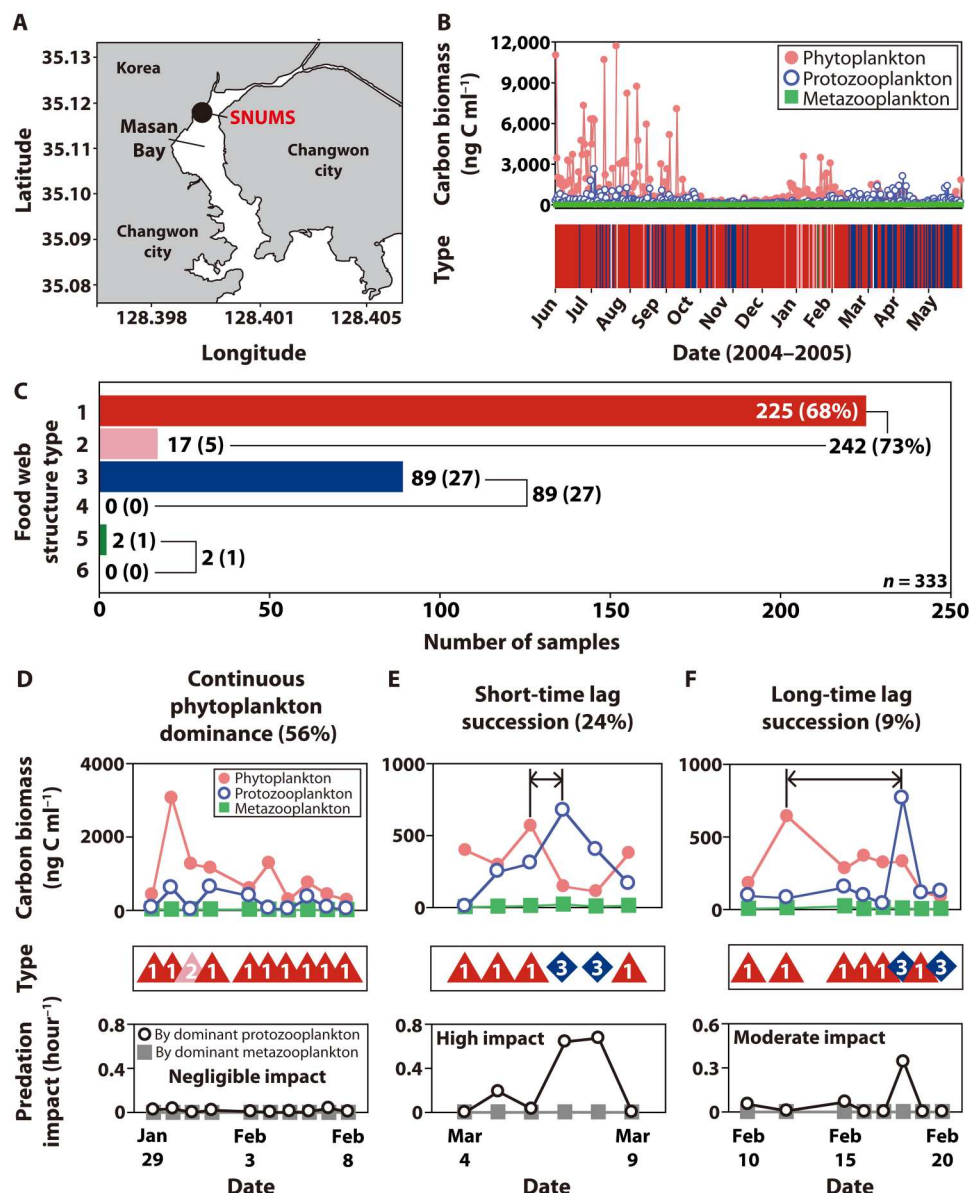 A
35.13
35.12
35.11
35.10
35.09
35.08
Latitude
Korea
SNUMS
Masan
Bay
Changwon
city
Changwon
city
128.398
128.401
128.405
Longitude
B
Carbon biomass
(ng C ml⁻¹)
12,000
9,000
6,000
3,000
0
Phytoplankton
Protozooplankton
Metazooplankton
Type
Jun
Jul
Aug
Sep
Oct
Nov
Dec
Jan
Feb
Mar
Apr
May
Date (2004–2005)
C
Food web
structure type
1
225 (68%)
2
17 (5)
242 (73%)
3
89 (27)
89 (27)
4
0 (0)
5
2 (1)
2 (1)
6
0 (0)
n = 333
0
50
100
150
200
250
Number of samples
D
Continuous
phytoplankton
dominance (56%)
Carbon biomass
(ng C ml⁻¹)
4000
2000
0
Phytoplankton
Protozooplankton
Metazooplankton
Type
1 1 2 1 1 1 1 1 1 1
Predation
impact (hour⁻¹)
0.8
0.4
0
By dominant protozooplankton
By dominant metazooplankton
Negligible impact
Jan
29
Feb
3
Feb
8
Date
E
Short-time lag
succession (24%)
1000
500
0
1 1 1 3 3 1
0.8
0.4
0
High impact
Mar
4
Mar
9
Date
F
Long-time lag
succession (9%)
1000
500
0
1 1 1 1 1 3 1 3
0.6
0.3
0
Moderate impact
Feb
10
Feb
15
Feb
20
Date